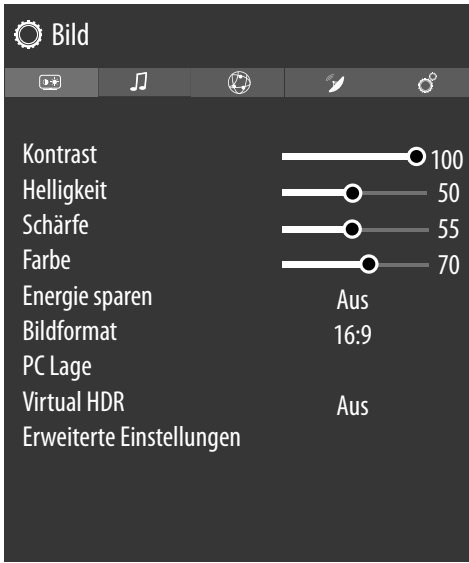 Bild
Kontrast 100
Helligkeit 50
Schärfe 55
Farbe 70
Energie sparen Aus
Bildformat 16:9
PC Lage
Virtual HDR Aus
Erweiterte Einstellungen